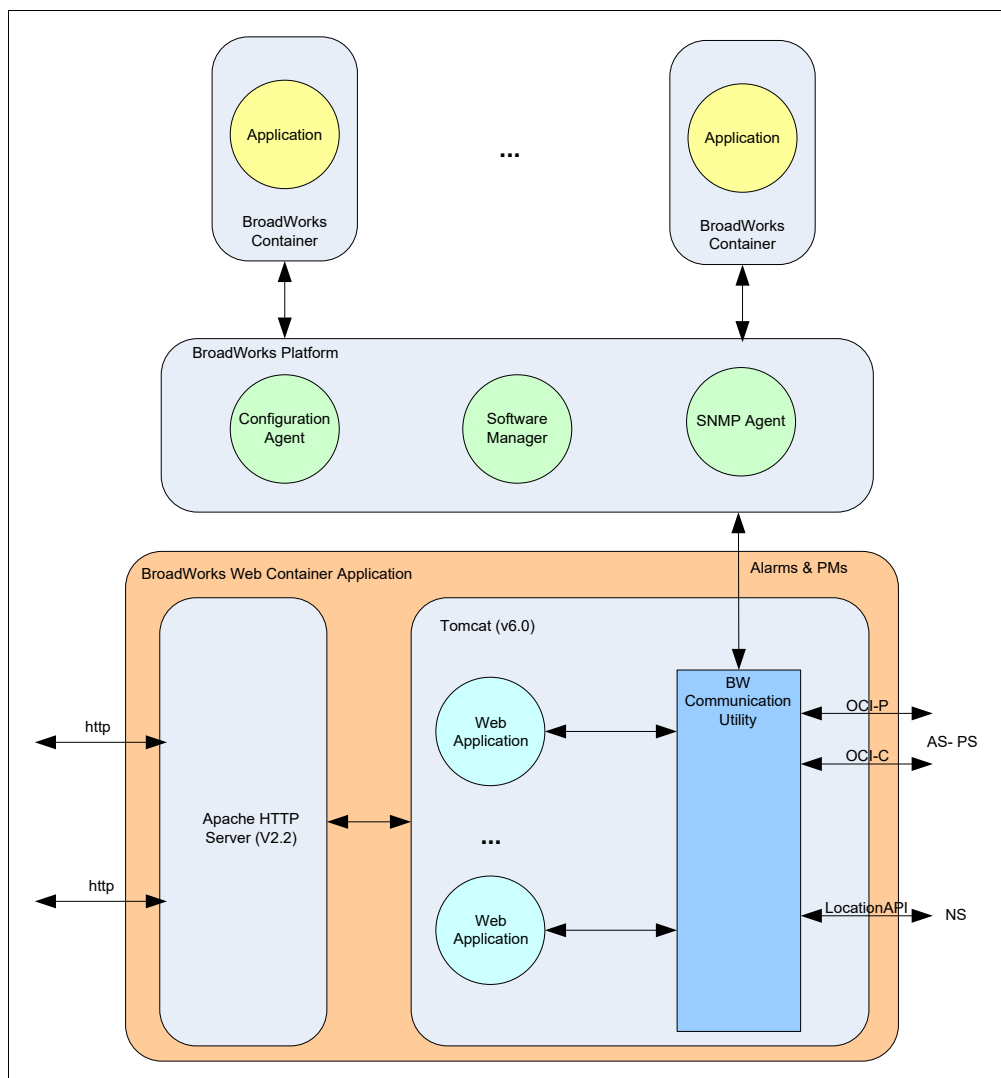 Application
...
Application
BroadWorks
Container
BroadWorks
Container
BroadWorks Platform
Configuration
Agent
Software
Manager
SNMP Agent
BroadWorks Web Container Application
Alarms & PMs
Tomcat (v6.0)
BW
Communication
Utility
Web
Application
OCI-P
http
AS- PS
OCI-C
Apache HTTP
Server (V2.2)
...
http
Web
Application
LocationAPI
NS